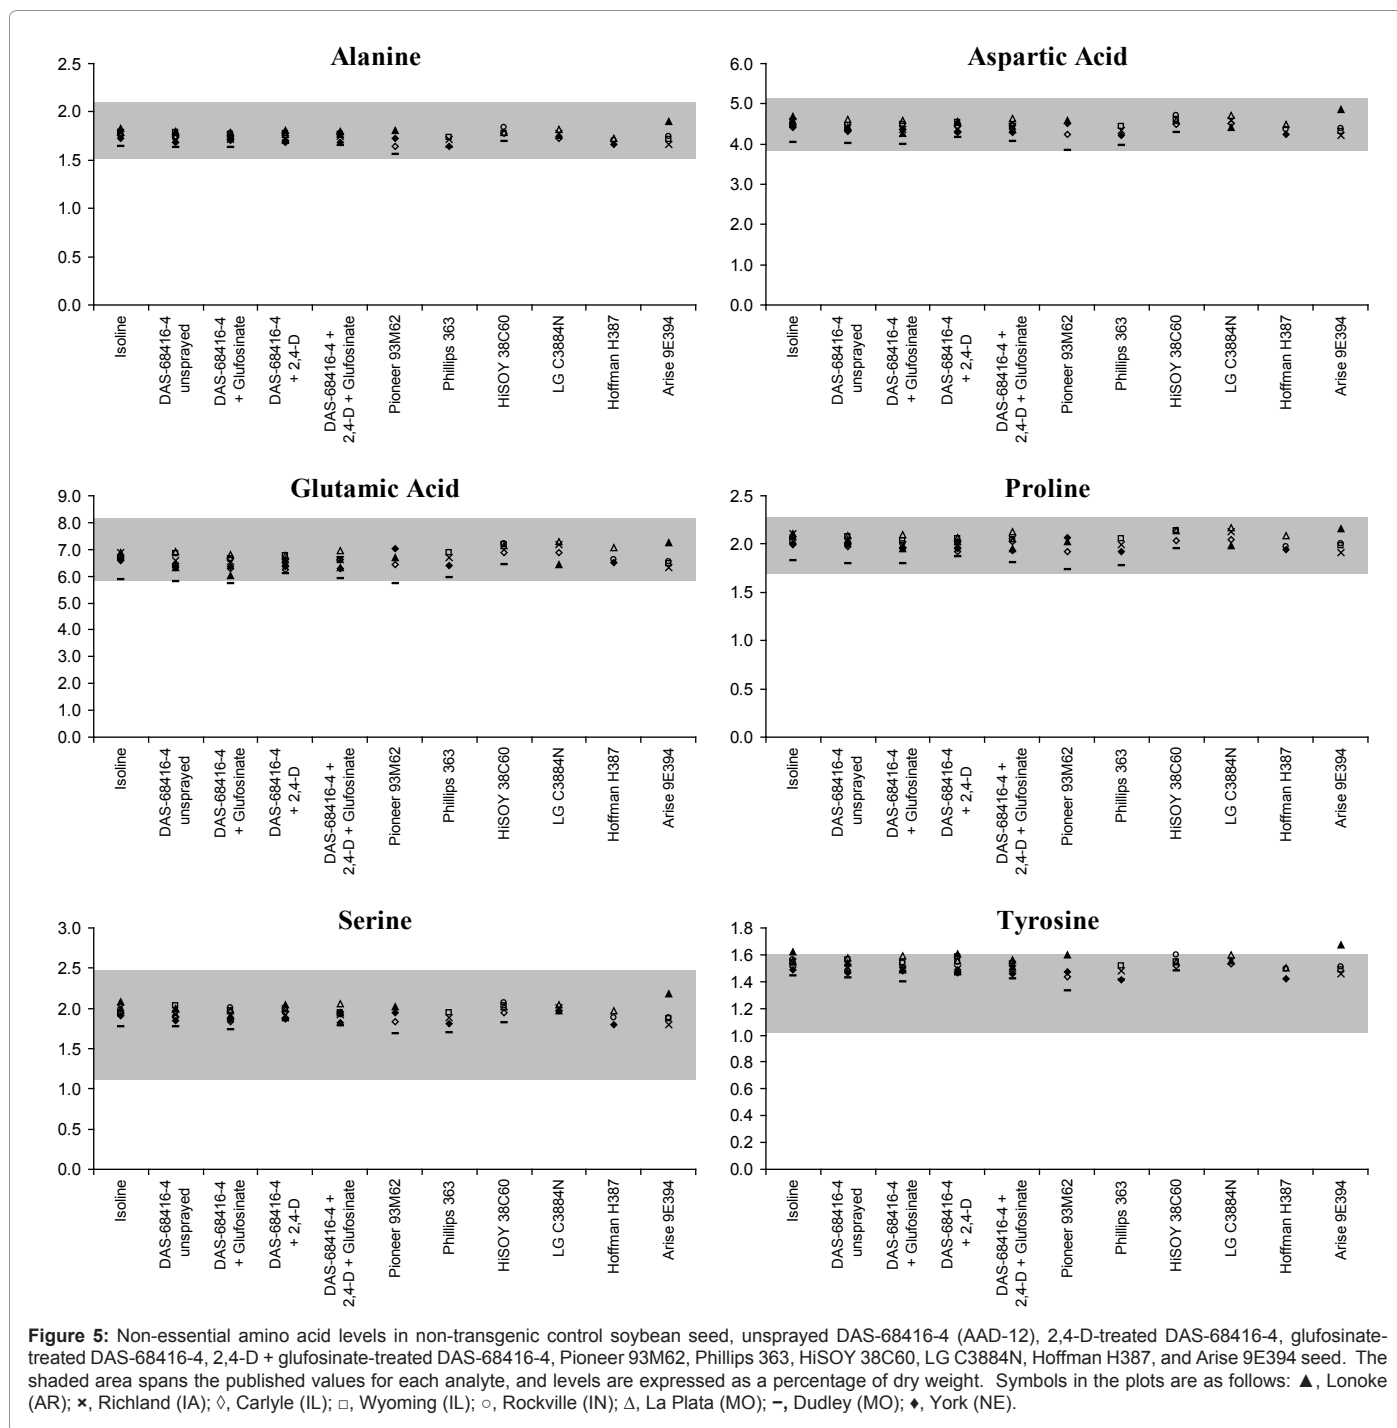 Alanine
2.5
2.0
1.5
1.0
0.5
0.0
Isoline
DAS-68416-4
unsprayed
DAS-68416-4
+ Glufosinate
DAS-68416-4
+ 2,4-D
DAS-68416-4 +
2,4-D + Glufosinate
Pioneer 93M62
Phillips 363
HiSOY 38C60
LG C3884N
Hoffman H387
Arise 9E394
Aspartic Acid
6.0
5.0
4.0
3.0
2.0
1.0
0.0
Isoline
DAS-68416-4
unsprayed
DAS-68416-4
+ Glufosinate
DAS-68416-4
+ 2,4-D
DAS-68416-4 +
2,4-D + Glufosinate
Pioneer 93M62
Phillips 363
HiSOY 38C60
LG C3884N
Hoffman H387
Arise 9E394
Glutamic Acid
9.0
8.0
7.0
6.0
5.0
4.0
3.0
2.0
1.0
0.0
Isoline
DAS-68416-4
unsprayed
DAS-68416-4
+ Glufosinate
DAS-68416-4
+ 2,4-D
DAS-68416-4 +
2,4-D + Glufosinate
Pioneer 93M62
Phillips 363
HiSOY 38C60
LG C3884N
Hoffman H387
Arise 9E394
Proline
2.5
2.0
1.5
1.0
0.5
0.0
Isoline
DAS-68416-4
unsprayed
DAS-68416-4
+ Glufosinate
DAS-68416-4
+ 2,4-D
DAS-68416-4 +
2,4-D + Glufosinate
Pioneer 93M62
Phillips 363
HiSOY 38C60
LG C3884N
Hoffman H387
Arise 9E394
Serine
3.0
2.5
2.0
1.5
1.0
0.5
0.0
Isoline
DAS-68416-4
unsprayed
DAS-68416-4
+ Glufosinate
DAS-68416-4
+ 2,4-D
DAS-68416-4 +
2,4-D + Glufosinate
Pioneer 93M62
Phillips 363
HiSOY 38C60
LG C3884N
Hoffman H387
Arise 9E394
Tyrosine
1.8
1.6
1.4
1.2
1.0
0.8
0.6
0.4
0.2
0.0
Isoline
DAS-68416-4
unsprayed
DAS-68416-4
+ Glufosinate
DAS-68416-4
+ 2,4-D
DAS-68416-4 +
2,4-D + Glufosinate
Pioneer 93M62
Phillips 363
HiSOY 38C60
LG C3884N
Hoffman H387
Arise 9E394
Figure 5: Non-essential amino acid levels in non-transgenic control soybean seed, unsprayed DAS-68416-4 (AAD-12), 2,4-D-treated DAS-68416-4, glufosinate-
treated DAS-68416-4, 2,4-D + glufosinate-treated DAS-68416-4, Pioneer 93M62, Phillips 363, HiSOY 38C60, LG C3884N, Hoffman H387, and Arise 9E394 seed. The
shaded area spans the published values for each analyte, and levels are expressed as a percentage of dry weight. Symbols in the plots are as follows: ▲, Lonoke
(AR); ×, Richland (IA); ◊, Carlyle (IL); □, Wyoming (IL); ○, Rockville (IN); Δ, La Plata (MO); –, Dudley (MO); ♦, York (NE).